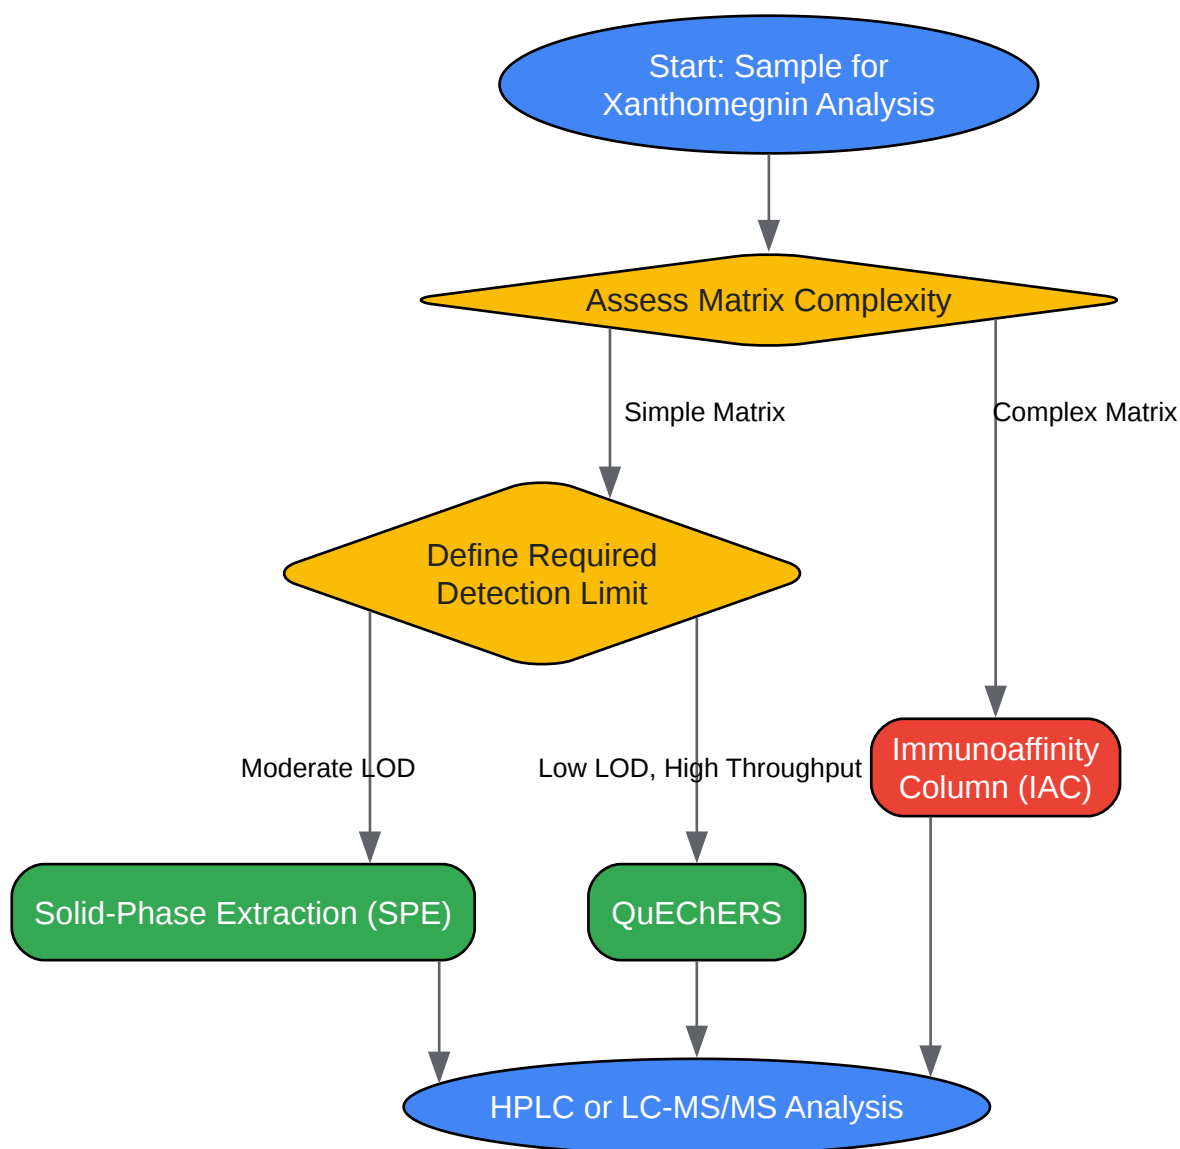 Start: Sample for
Xanthomegnin Analysis
Assess Matrix Complexity
Simple Matrix
Complex Matrix
Define Required
Detection Limit
Moderate LOD
Low LOD, High Throughput
Immunoaffinity
Column (IAC)
Solid-Phase Extraction (SPE)
QuEChERS
HPLC or LC-MS/MS Analysis